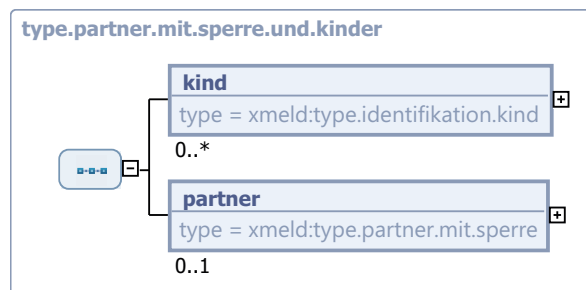 type.partner.mit.sperre.und.kinder
kind
type = xmeld:type.identifikation.kind
0..*
partner
type = xmeld:type.partner.mit.sperre
0..1